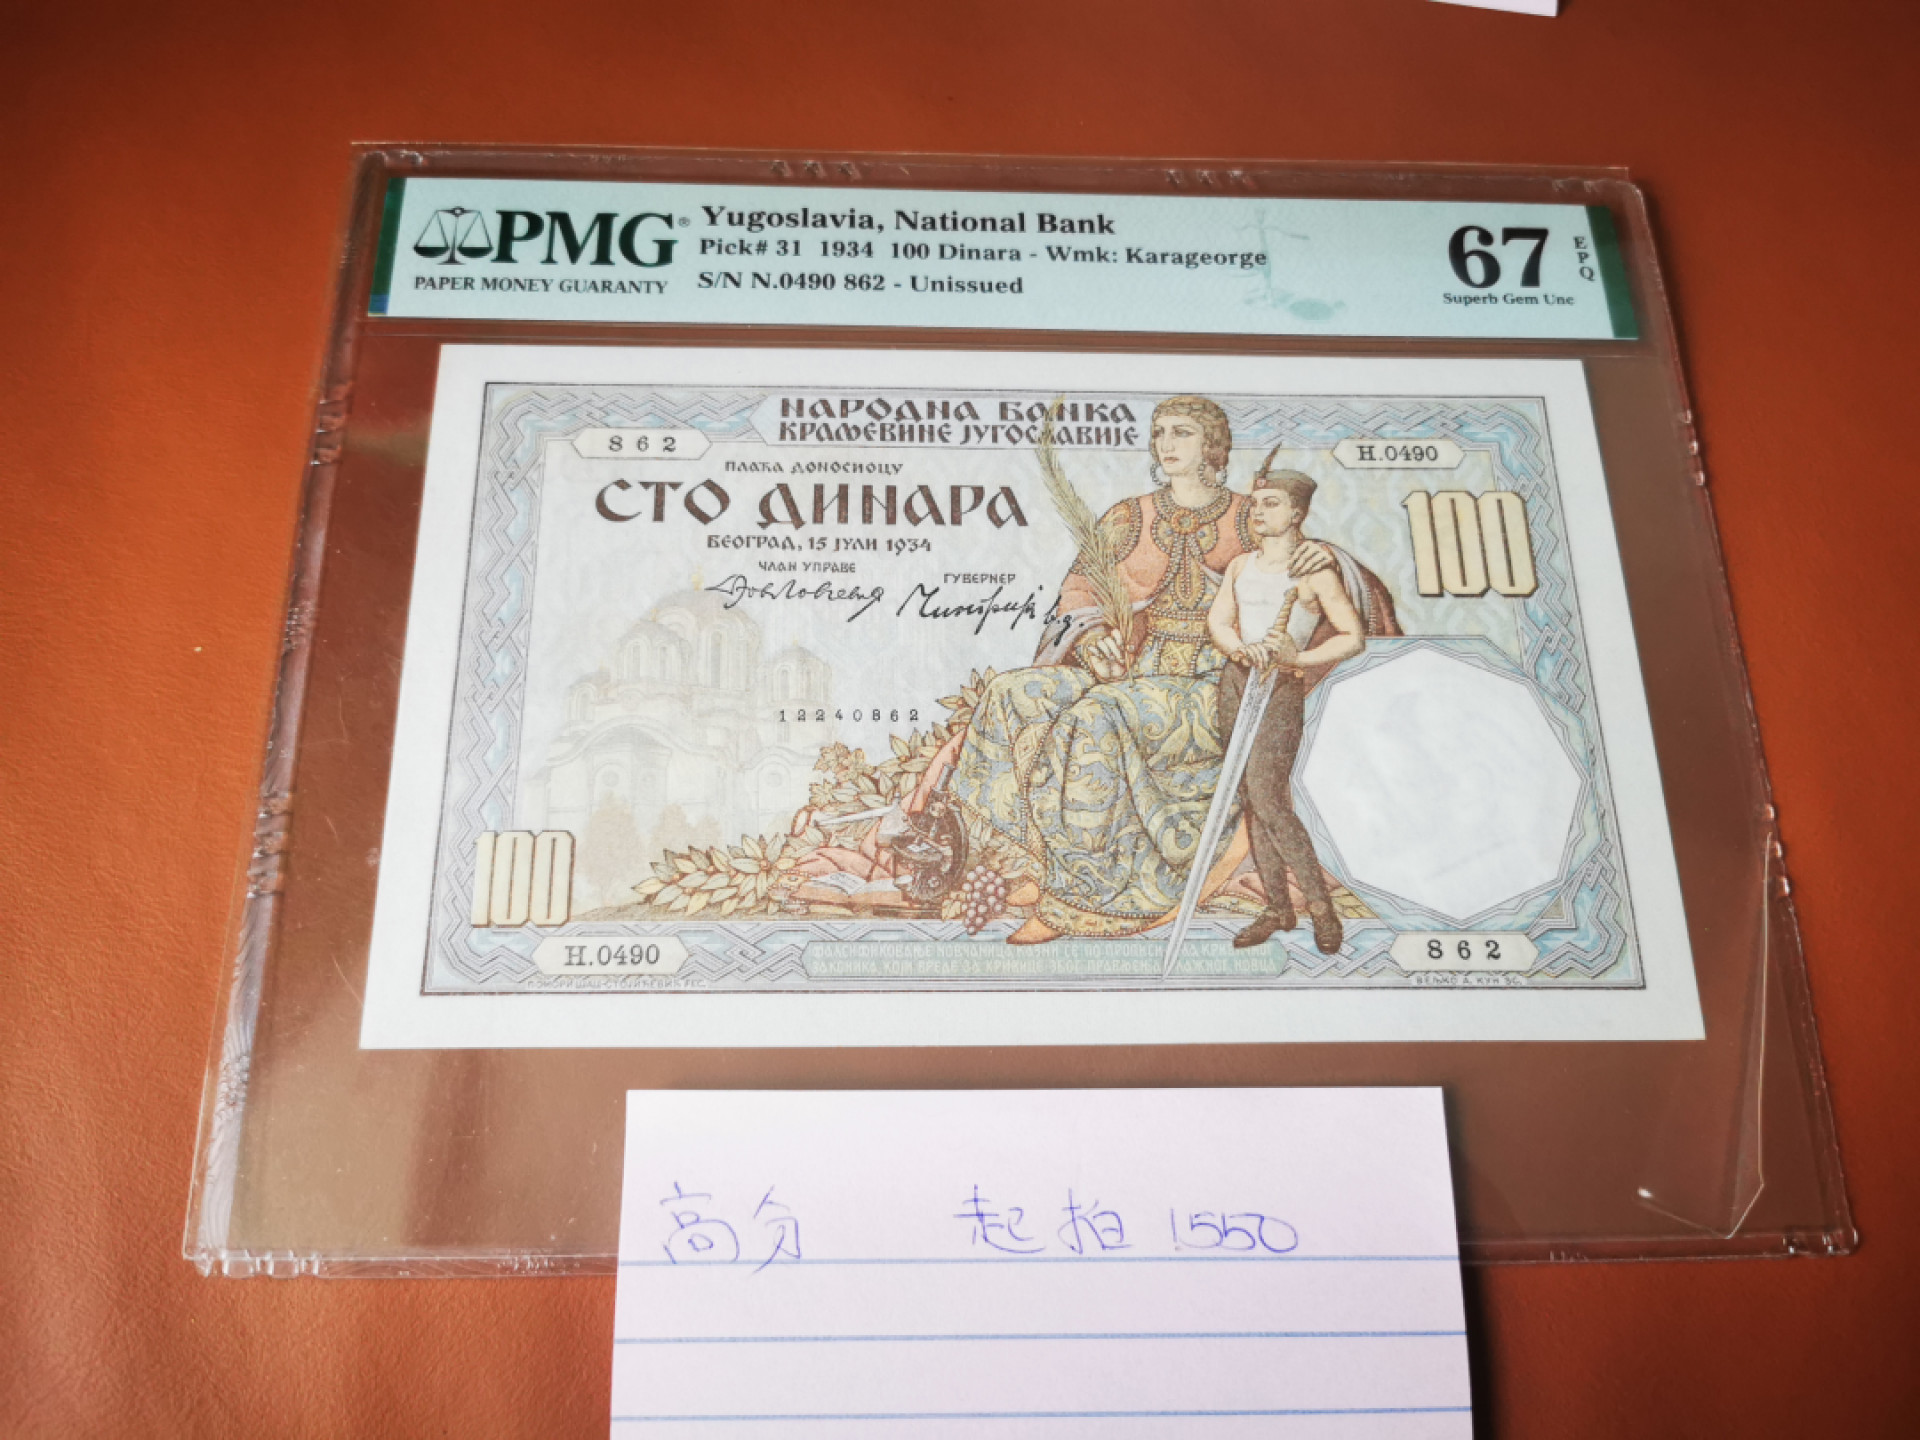 PMG®
PAPER MONEY GUARANTY
Yugoslavia, National Bank
Pick# 31 1934 100 Dinara - Wmk: Karageorge
S/N N.0490 862 - Unissued
67
EPQ
Superb Gem Unc
НАРОДНА БАНКА
КРАЉЕВИНЕ ЈУГОСЛАВИЈЕ
862
Н.0490
ПЛАЋА ДОНОСИОЦУ
СТО ДИНАРА
100
БЕОГРАД, 15 ЈУЛИ 1934
ЧЛАН УПРАВЕ
ГУВЕРНЕР
12240862
100
Н.0490
862
高分 起拍 1550